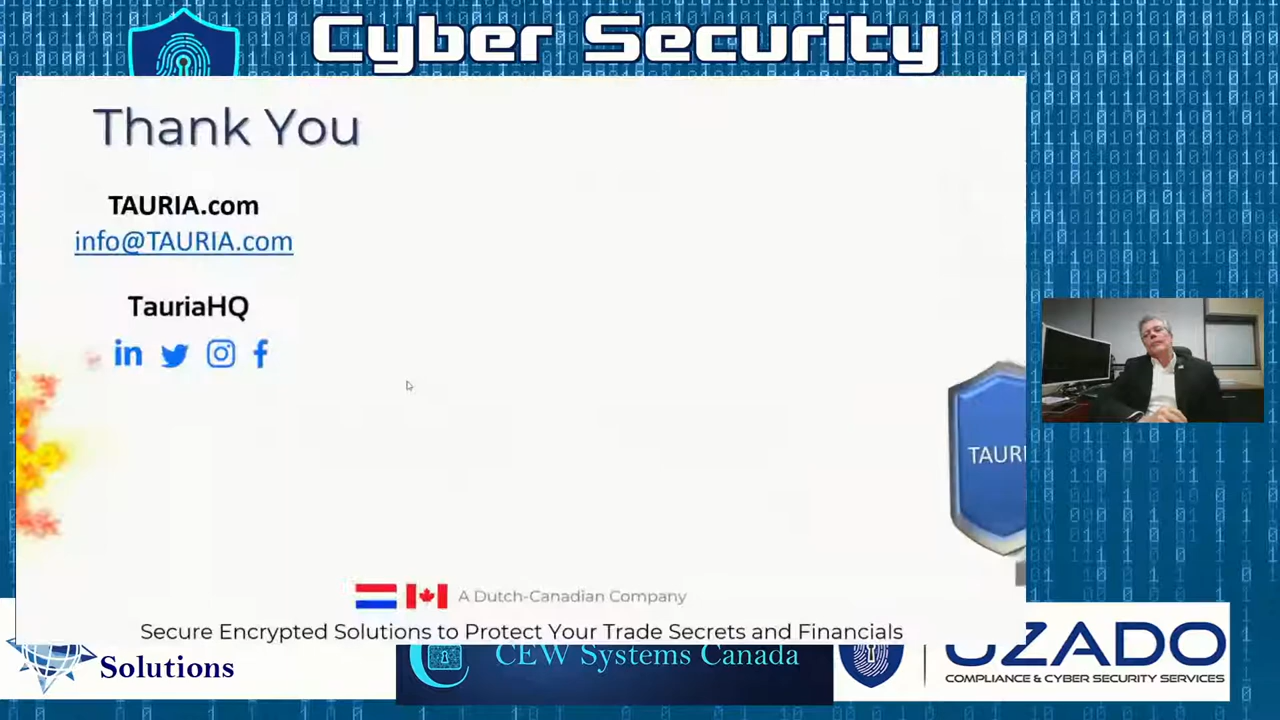 Cyber Security
Thank You
TAURIA.com
info@TAURIA.com
TauriaHQ
in
TAURI
A Dutch-Canadian Company
Secure Encrypted Solutions to Protect Your Trade Secrets and Financials
Solutions
CEW Systems Canada
UZADO
COMPLIANCE & CYBER SECURITY SERVICES